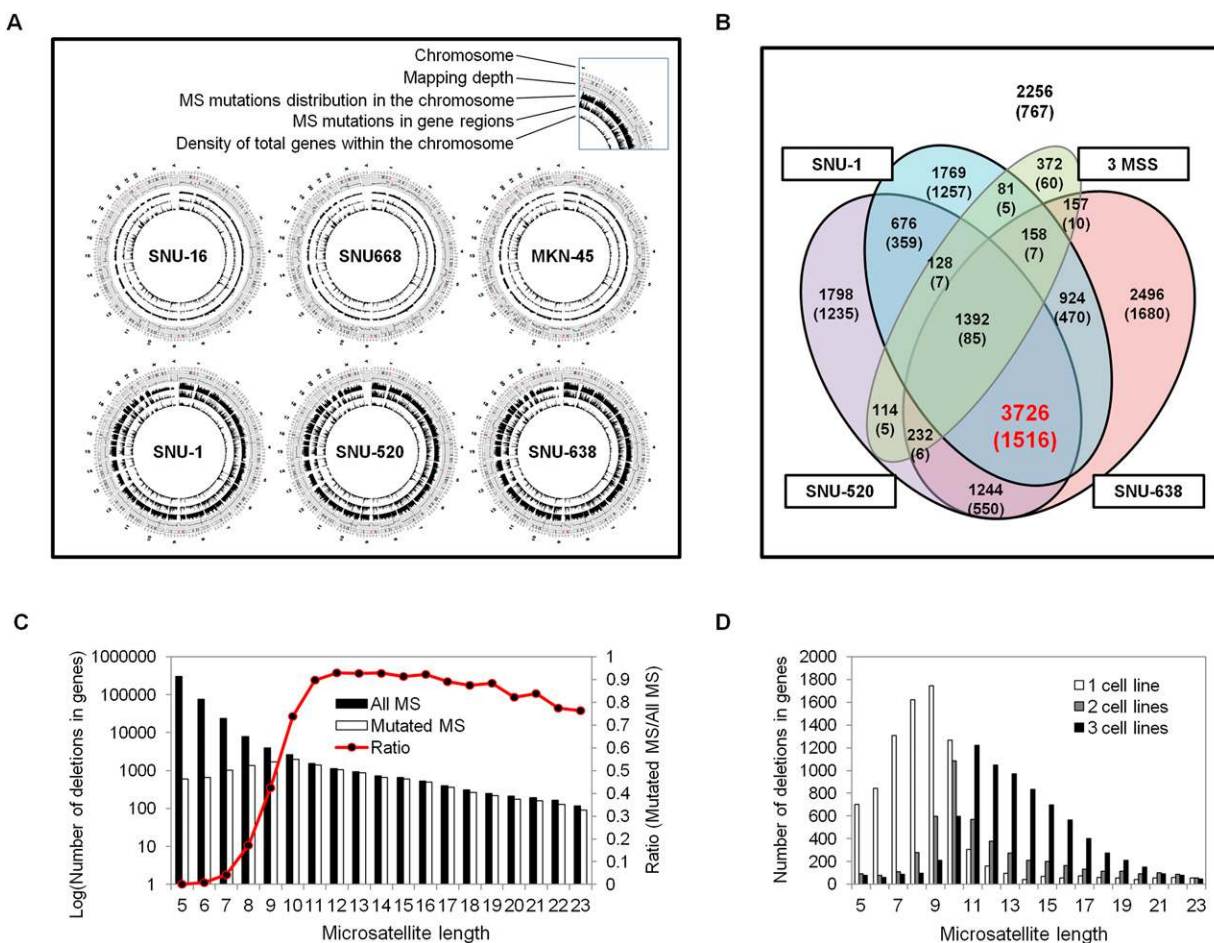 A
Chromosome
Mapping depth
MS mutations distribution in the chromosome
MS mutations in gene regions
Density of total genes within the chromosome
SNU-16
SNU668
MKN-45
SNU-1
SNU-520
SNU-638
B
2256
(767)
SNU-1
3 MSS
1769
(1257)
81
(5)
372
(60)
157
(10)
676
(359)
158
(7)
128
(7)
1798
(1235)
924
(470)
2496
(1680)
1392
(85)
114
(5)
232
(6)
3726
(1516)
SNU-520
1244
(550)
SNU-638
C
Log(Number of deletions in genes)
1000000
100000
10000
1000
100
10
1
All MS
Mutated MS
Ratio
1
0.9
0.8
0.7
0.6
0.5
0.4
0.3
0.2
0.1
0
Ratio (Mutated MS/All MS)
5 6 7 8 9 10 11 12 13 14 15 16 17 18 19 20 21 22 23
Microsatellite length
D
Number of deletions in genes
2000
1800
1600
1400
1200
1000
800
600
400
200
0
1 cell line
2 cell lines
3 cell lines
5 7 9 11 13 15 17 19 21 23
Microsatellite length